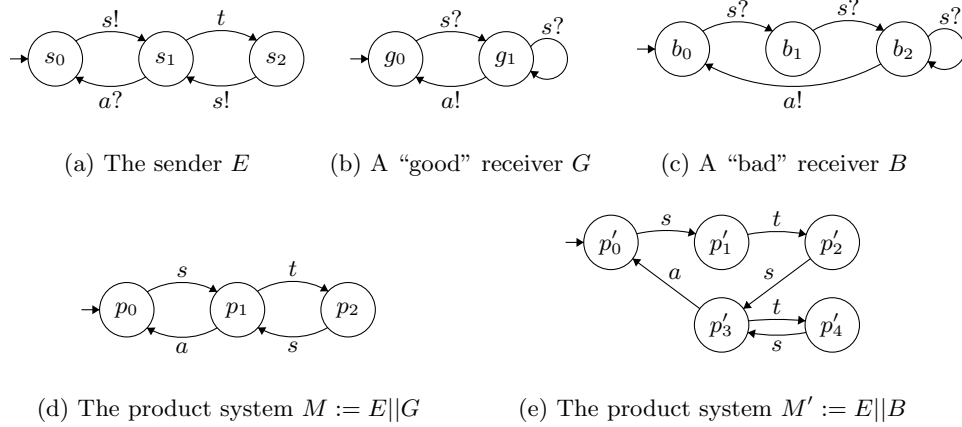 s! t s? s? s? s? s?
s₀ s₁ s₂ g₀ g₁ b₀ b₁ b₂
a? s! a! a!
(a) The sender E
(b) A “good” receiver G
(c) A “bad” receiver B
s t
p₀ p₁ p₂
a s
(d) The product system M := E||G
s t
p′₀ p′₁ p′₂
a s
t
p′₃ p′₄
s
(e) The product system M′ := E||B